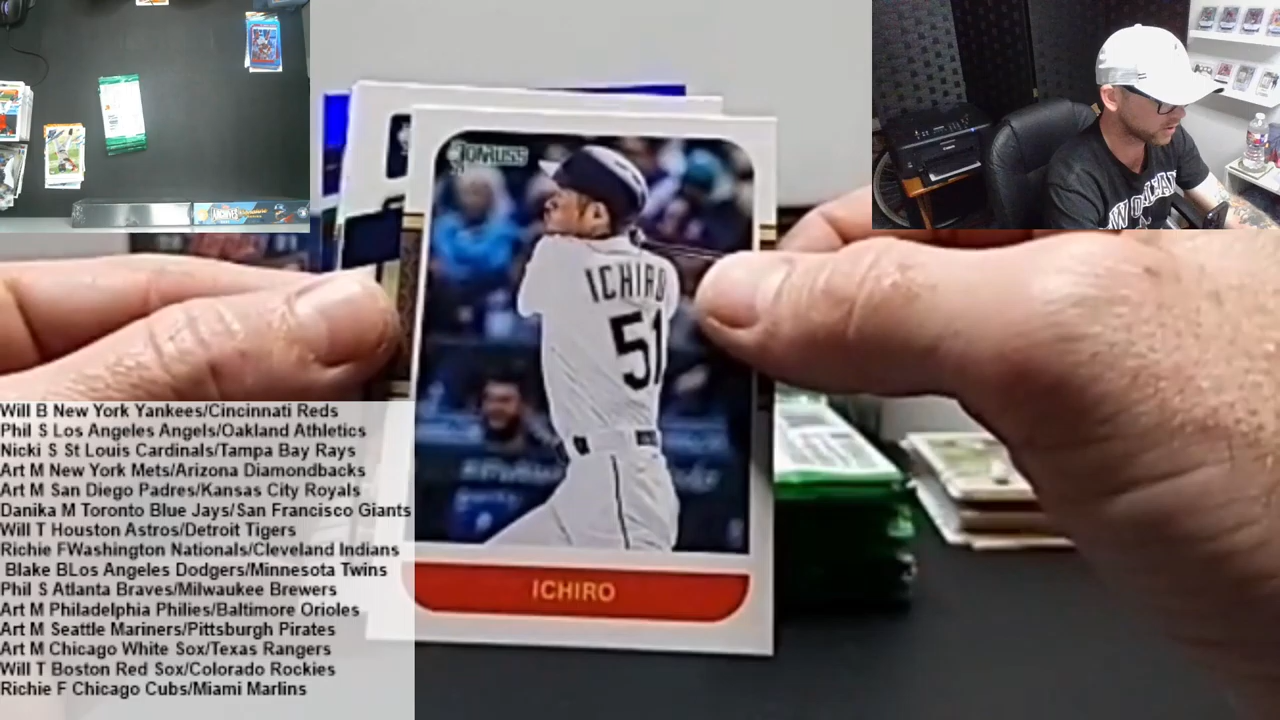 DONRUSS
ICHIRO
51
ICHIRO
ARCHIVES
NEW ORLEANS
Will B New York Yankees/Cincinnati Reds
Phil S Los Angeles Angels/Oakland Athletics
Nicki S St Louis Cardinals/Tampa Bay Rays
Art M New York Mets/Arizona Diamondbacks
Art M San Diego Padres/Kansas City Royals
Danika M Toronto Blue Jays/San Francisco Giants
Will T Houston Astros/Detroit Tigers
Richie FWashington Nationals/Cleveland Indians
Blake BLos Angeles Dodgers/Minnesota Twins
Phil S Atlanta Braves/Milwaukee Brewers
Art M Philadelphia Philies/Baltimore Orioles
Art M Seattle Mariners/Pittsburgh Pirates
Art M Chicago White Sox/Texas Rangers
Will T Boston Red Sox/Colorado Rockies
Richie F Chicago Cubs/Miami Marlins